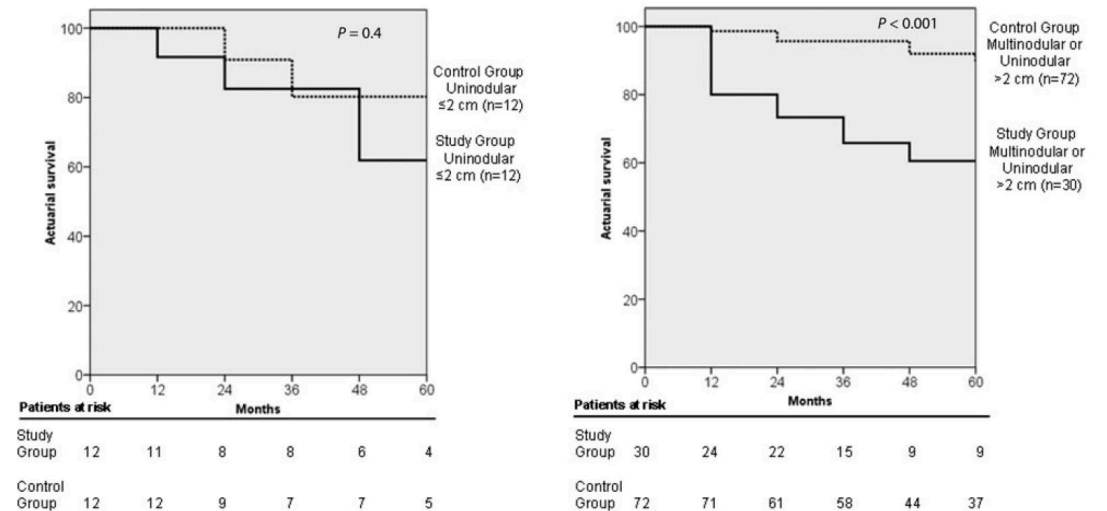 100
80
60
40
20
0
Actuarial survival
P = 0.4
Control Group
Uninodular
≤2 cm (n=12)
Study Group
Uninodular
≤2 cm (n=12)
0 12 24 36 48 60
Months
Patients at risk
Study
Group 12 11 8 8 6 4
Control
Group 12 12 9 7 7 5
100
80
60
40
20
0
Actuarial survival
P < 0.001
Control Group
Multinodular or
Uninodular
>2 cm (n=72)
Study Group
Multinodular or
Uninodular
>2 cm (n=30)
0 12 24 36 48 60
Months
Patients at risk
Study
Group 30 24 22 15 9 9
Control
Group 72 71 61 58 44 37